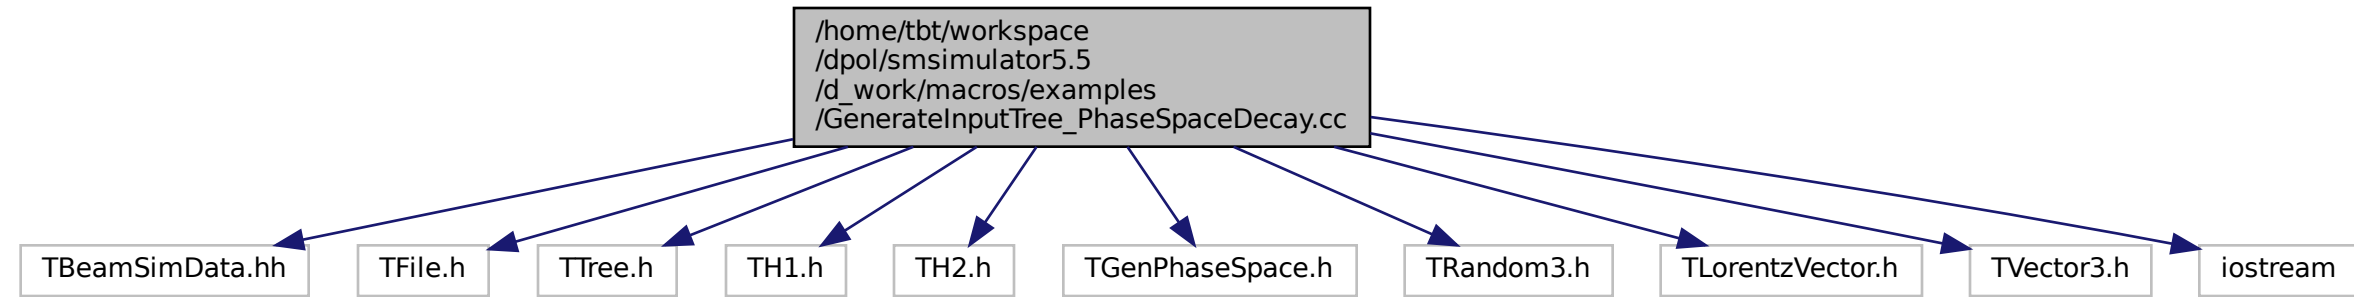 /home/tbt/workspace
/dpol/smsimulator5.5
/d_work/macros/examples
/GenerateInputTree_PhaseSpaceDecay.cc
TBeamSimData.hh
TFile.h
TTree.h
TH1.h
TH2.h
TGenPhaseSpace.h
TRandom3.h
TLorentzVector.h
TVector3.h
iostream